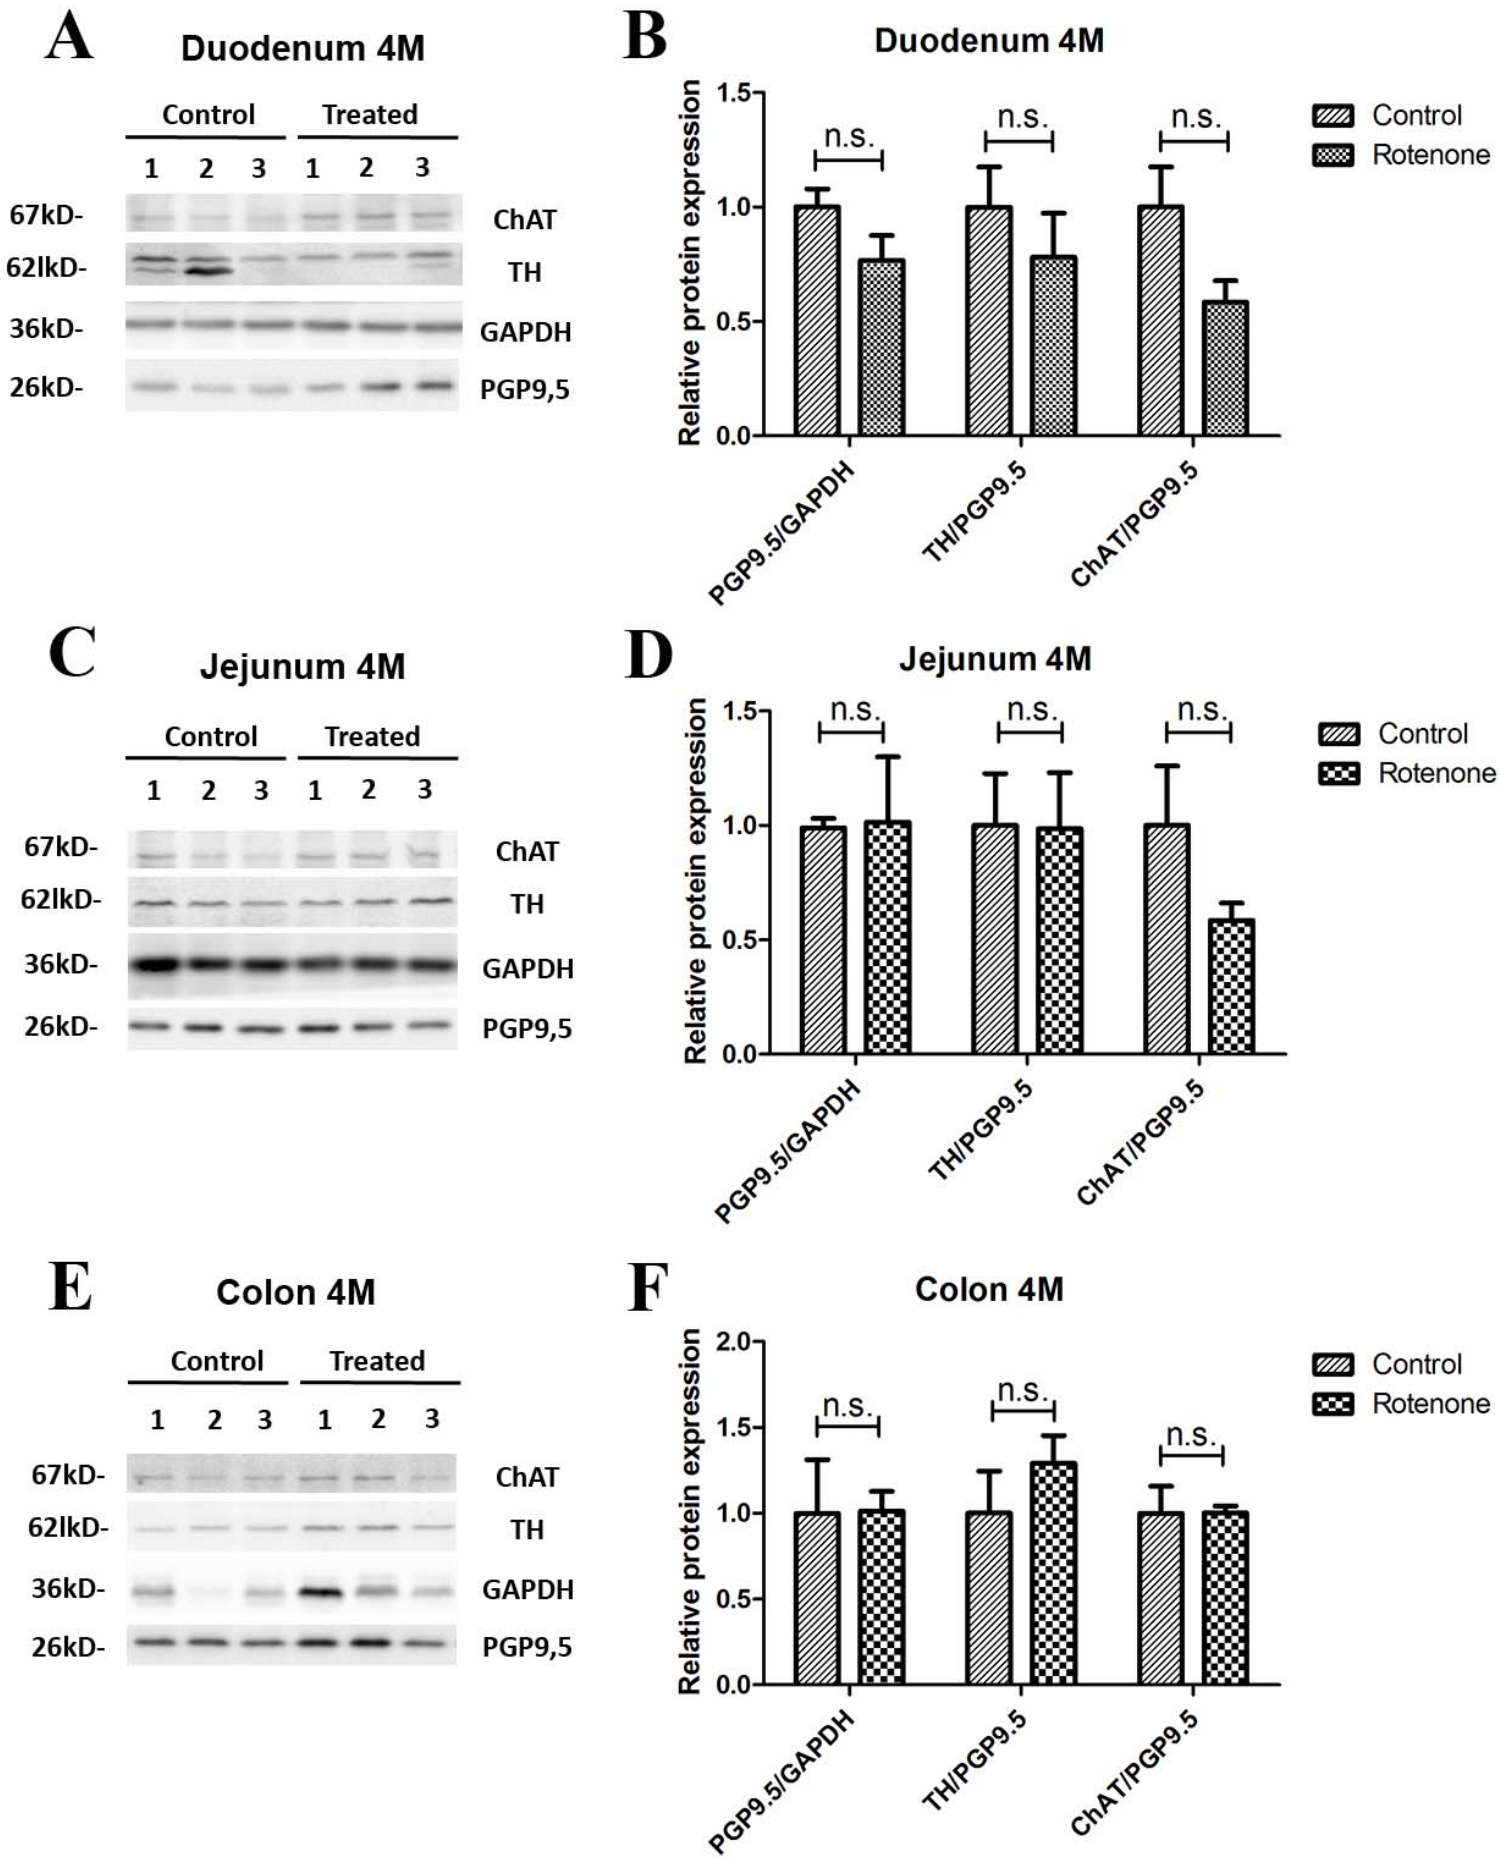 A
Duodenum 4M
Control Treated
1 2 3 1 2 3
67kD- ChAT
62lkD- TH
36kD- GAPDH
26kD- PGP9,5
B
Duodenum 4M
Relative protein expression
1.5
1.0
0.5
0.0
n.s. n.s. n.s.
Control
Rotenone
PGP9.5/GAPDH
TH/PGP9.5
ChAT/PGP9.5
C
Jejunum 4M
Control Treated
1 2 3 1 2 3
67kD- ChAT
62lkD- TH
36kD- GAPDH
26kD- PGP9,5
D
Jejunum 4M
Relative protein expression
1.5
1.0
0.5
0.0
n.s. n.s. n.s.
Control
Rotenone
PGP9.5/GAPDH
TH/PGP9.5
ChAT/PGP9.5
E
Colon 4M
Control Treated
1 2 3 1 2 3
67kD- ChAT
62lkD- TH
36kD- GAPDH
26kD- PGP9,5
F
Colon 4M
Relative protein expression
2.0
1.5
1.0
0.5
0.0
n.s. n.s. n.s.
Control
Rotenone
PGP9.5/GAPDH
TH/PGP9.5
ChAT/PGP9.5